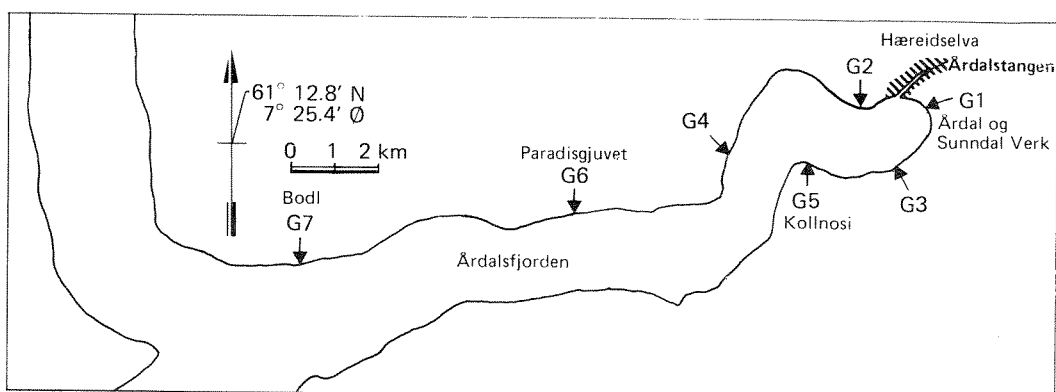 Hæreidselva
Årdalstangen
G2
G1
Årdal og
Sunndal Verk
61° 12.8' N
7° 25.4' Ø
G4
0 1 2 km
Paradisgjuvet
G6
G5
Kollnosi
G3
Bodl
G7
Årdalsfjorden